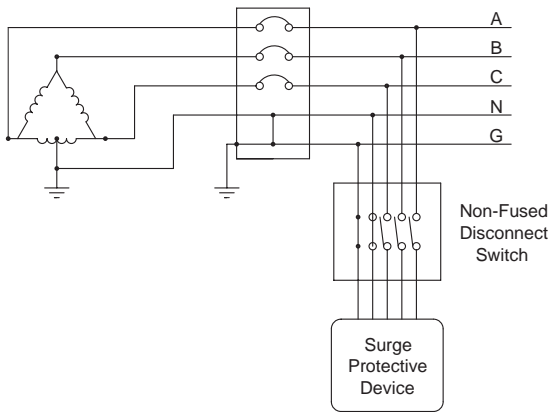 A
B
C
N
G
Non-Fused
Disconnect
Switch
Surge
Protective
Device